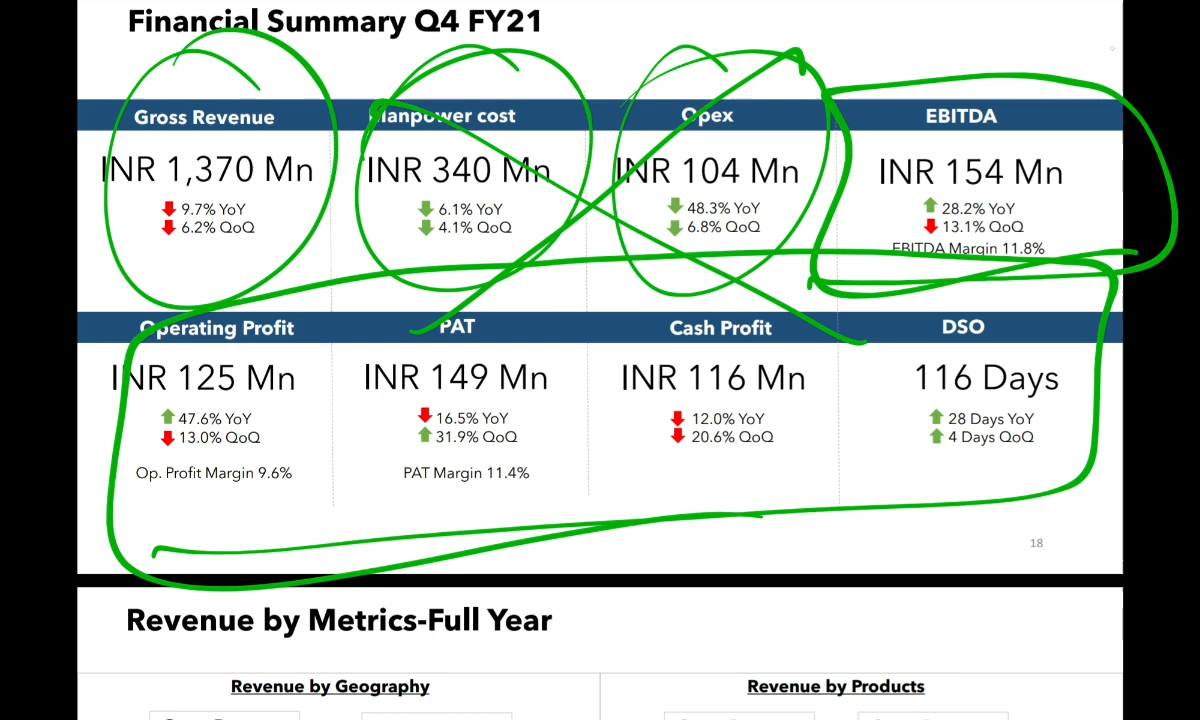 Financial Summary Q4 FY21
Gross Revenue
INR 1,370 Mn
9.7% YoY
6.2% QoQ
Manpower cost
INR 340 Mn
6.1% YoY
4.1% QoQ
Opex
INR 104 Mn
48.3% YoY
6.8% QoQ
EBITDA
INR 154 Mn
28.2% YoY
13.1% QoQ
EBITDA Margin 11.8%
Operating Profit
INR 125 Mn
47.6% YoY
13.0% QoQ
Op. Profit Margin 9.6%
PAT
INR 149 Mn
16.5% YoY
31.9% QoQ
PAT Margin 11.4%
Cash Profit
INR 116 Mn
12.0% YoY
20.6% QoQ
DSO
116 Days
28 Days YoY
4 Days QoQ
18
Revenue by Metrics-Full Year
Revenue by Geography
Revenue by Products